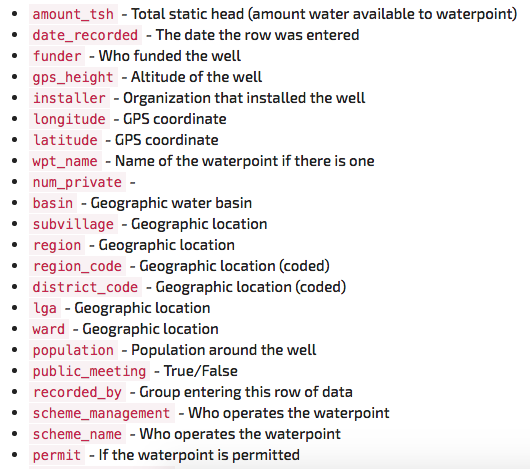 • amount_tsh - Total static head (amount water available to waterpoint)
• date_recorded - The date the row was entered
• funder - Who funded the well
• gps_height - Altitude of the well
• installer - Organization that installed the well
• longitude - GPS coordinate
• latitude - GPS coordinate
• wpt_name - Name of the waterpoint if there is one
• num_private -
• basin - Geographic water basin
• subvillage - Geographic location
• region - Geographic location
• region_code - Geographic location (coded)
• district_code - Geographic location (coded)
• lga - Geographic location
• ward - Geographic location
• population - Population around the well
• public_meeting - True/False
• recorded_by - Group entering this row of data
• scheme_management - Who operates the waterpoint
• scheme_name - Who operates the waterpoint
• permit - If the waterpoint is permitted